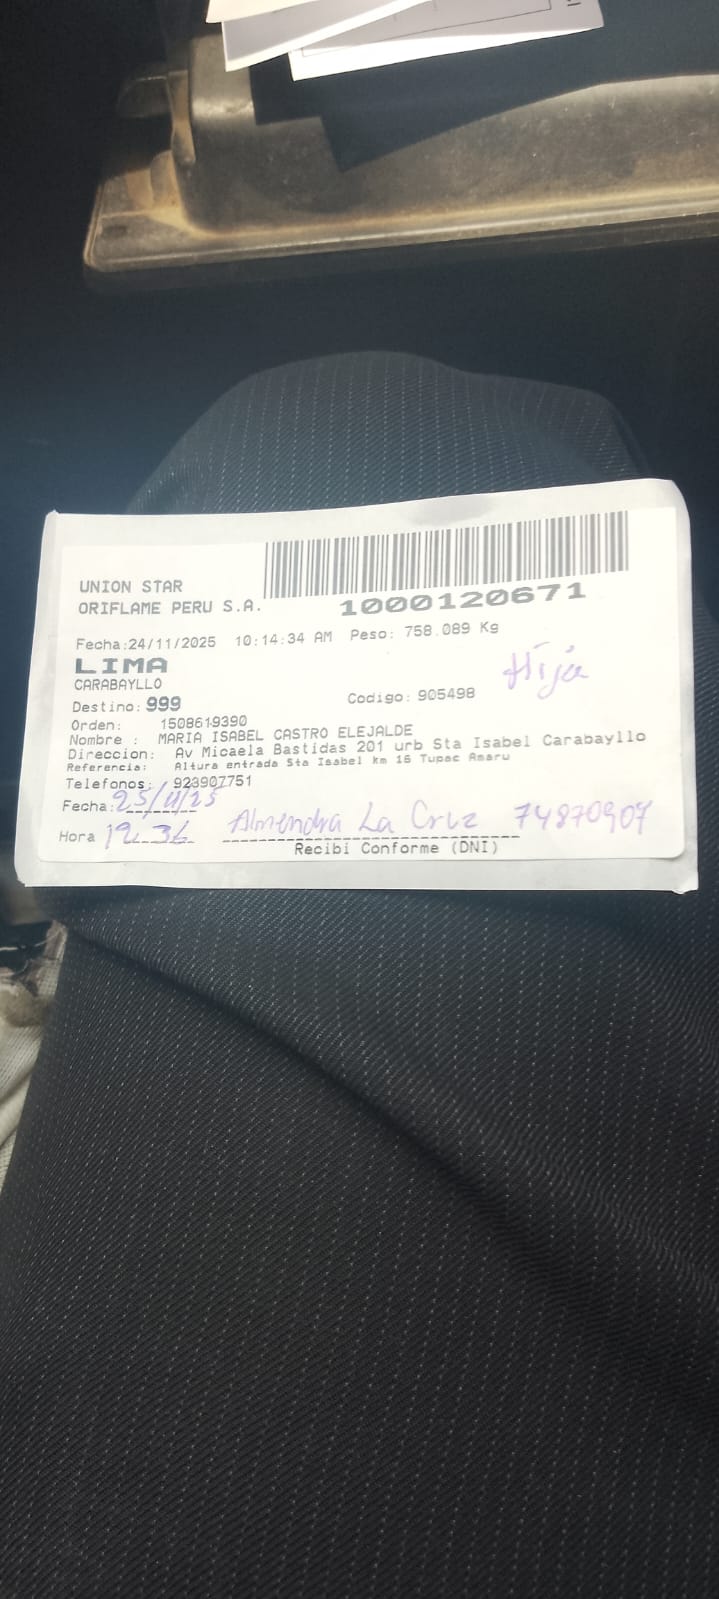 UNION STAR
ORIFLAME PERU S.A.
1000120671
Fecha:24/11/2025 10:14:34 AM Peso: 758.089 Kg
LIMA
Hija
CARABAYLLO
Destino: 999 Codigo: 905498
Orden: 1508619390
Nombre : MARIA ISABEL CASTRO ELEJALDE
Direccion: Av Micaela Bastidas 201 urb Sta Isabel Carabayllo
Referencia: Altura entrada Sta Isabel km 16 Tupac Amaru
Telefonos: 923907751
Fecha: 25/11/25
Hora 12 36 Almendra La Cruz 74870907
Recibi Conforme (DNI)